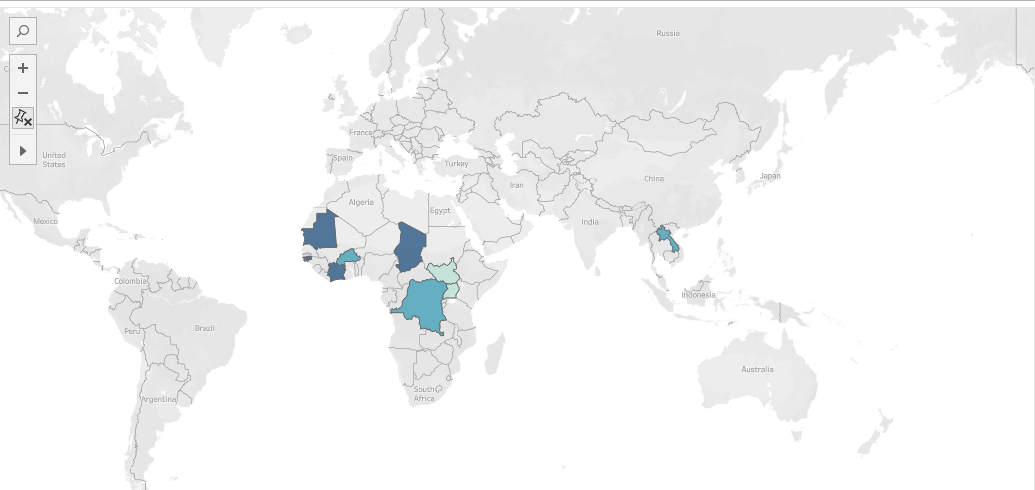 Russia
United
States
France
Spain
Turkey
Japan
China
Iran
Algeria
Egypt
Mexico
India
Colombia
Indonesia
Peru
Brazil
Australia
South
Africa
Argentina